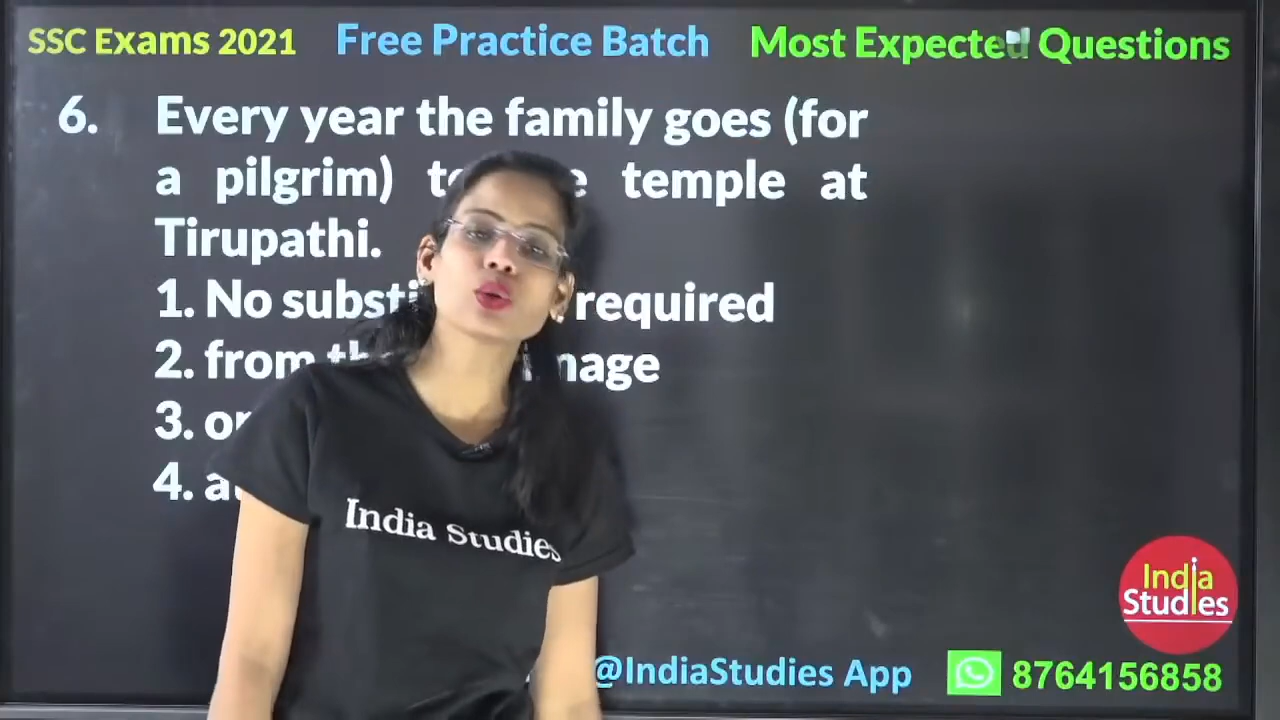 SSC Exams 2021 Free Practice Batch Most Expected Questions
6. Every year the family goes (for
a pilgrim) temple at
Tirupathi.
1. No required
2. from
3.
4.
India Studies
India
Studies
@IndiaStudies App 8764156858